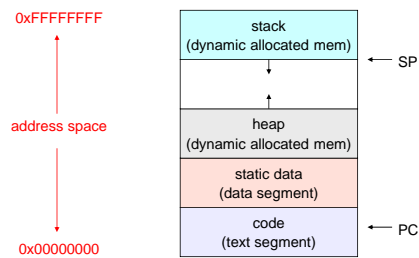 0xFFFFFFFF
address space
0x00000000
stack
(dynamic allocated mem)
SP
heap
(dynamic allocated mem)
static data
(data segment)
code
(text segment)
PC